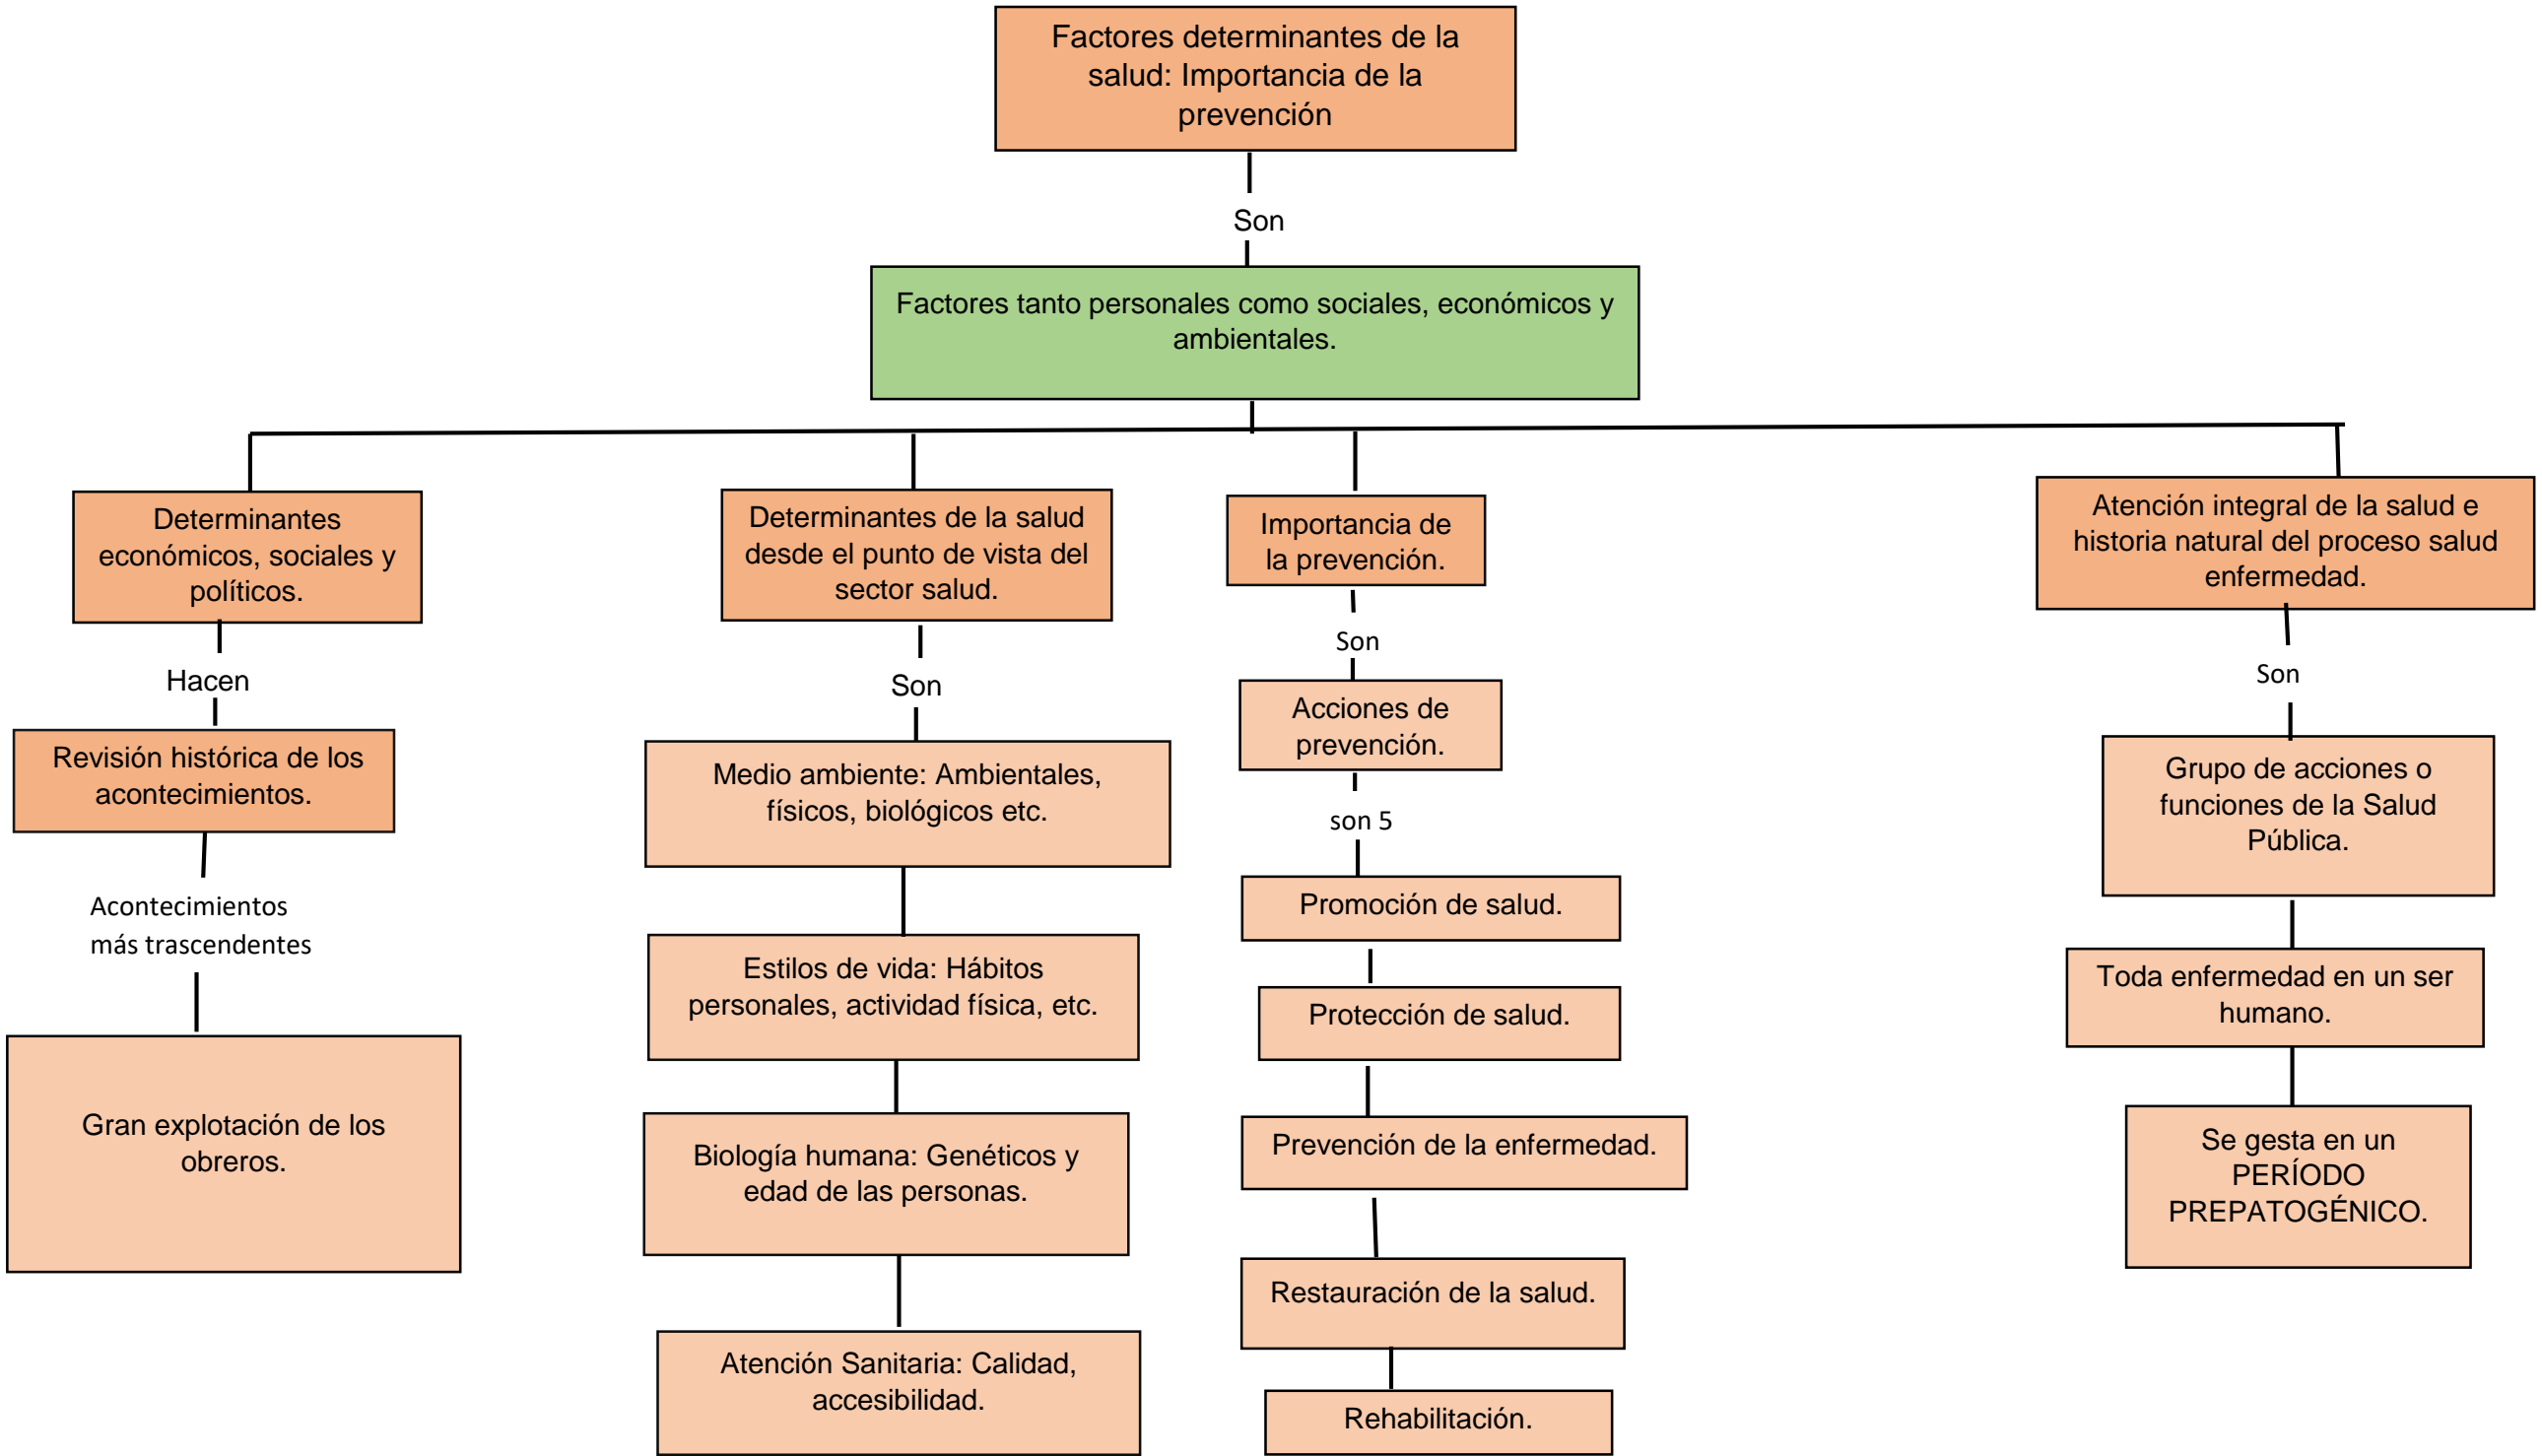 Factores determinantes de la
salud: Importancia de la
prevención
Son
Factores tanto personales como sociales, económicos y
ambientales.
Determinantes
económicos, sociales y
políticos.
Hacen
Revisión histórica de los
acontecimientos.
Acontecimientos
más trascendentes
Gran explotación de los
obreros.
Determinantes de la salud
desde el punto de vista del
sector salud.
Son
Medio ambiente: Ambientales,
físicos, biológicos etc.
Estilos de vida: Hábitos
personales, actividad física, etc.
Biología humana: Genéticos y
edad de las personas.
Atención Sanitaria: Calidad,
accesibilidad.
Importancia de
la prevención.
Son
Acciones de
prevención.
son 5
Promoción de salud.
Protección de salud.
Prevención de la enfermedad.
Restauración de la salud.
Rehabilitación.
Atención integral de la salud e
historia natural del proceso salud
enfermedad.
Son
Grupo de acciones o
funciones de la Salud
Pública.
Toda enfermedad en un ser
humano.
Se gesta en un
PERÍODO
PREPATOGÉNICO.